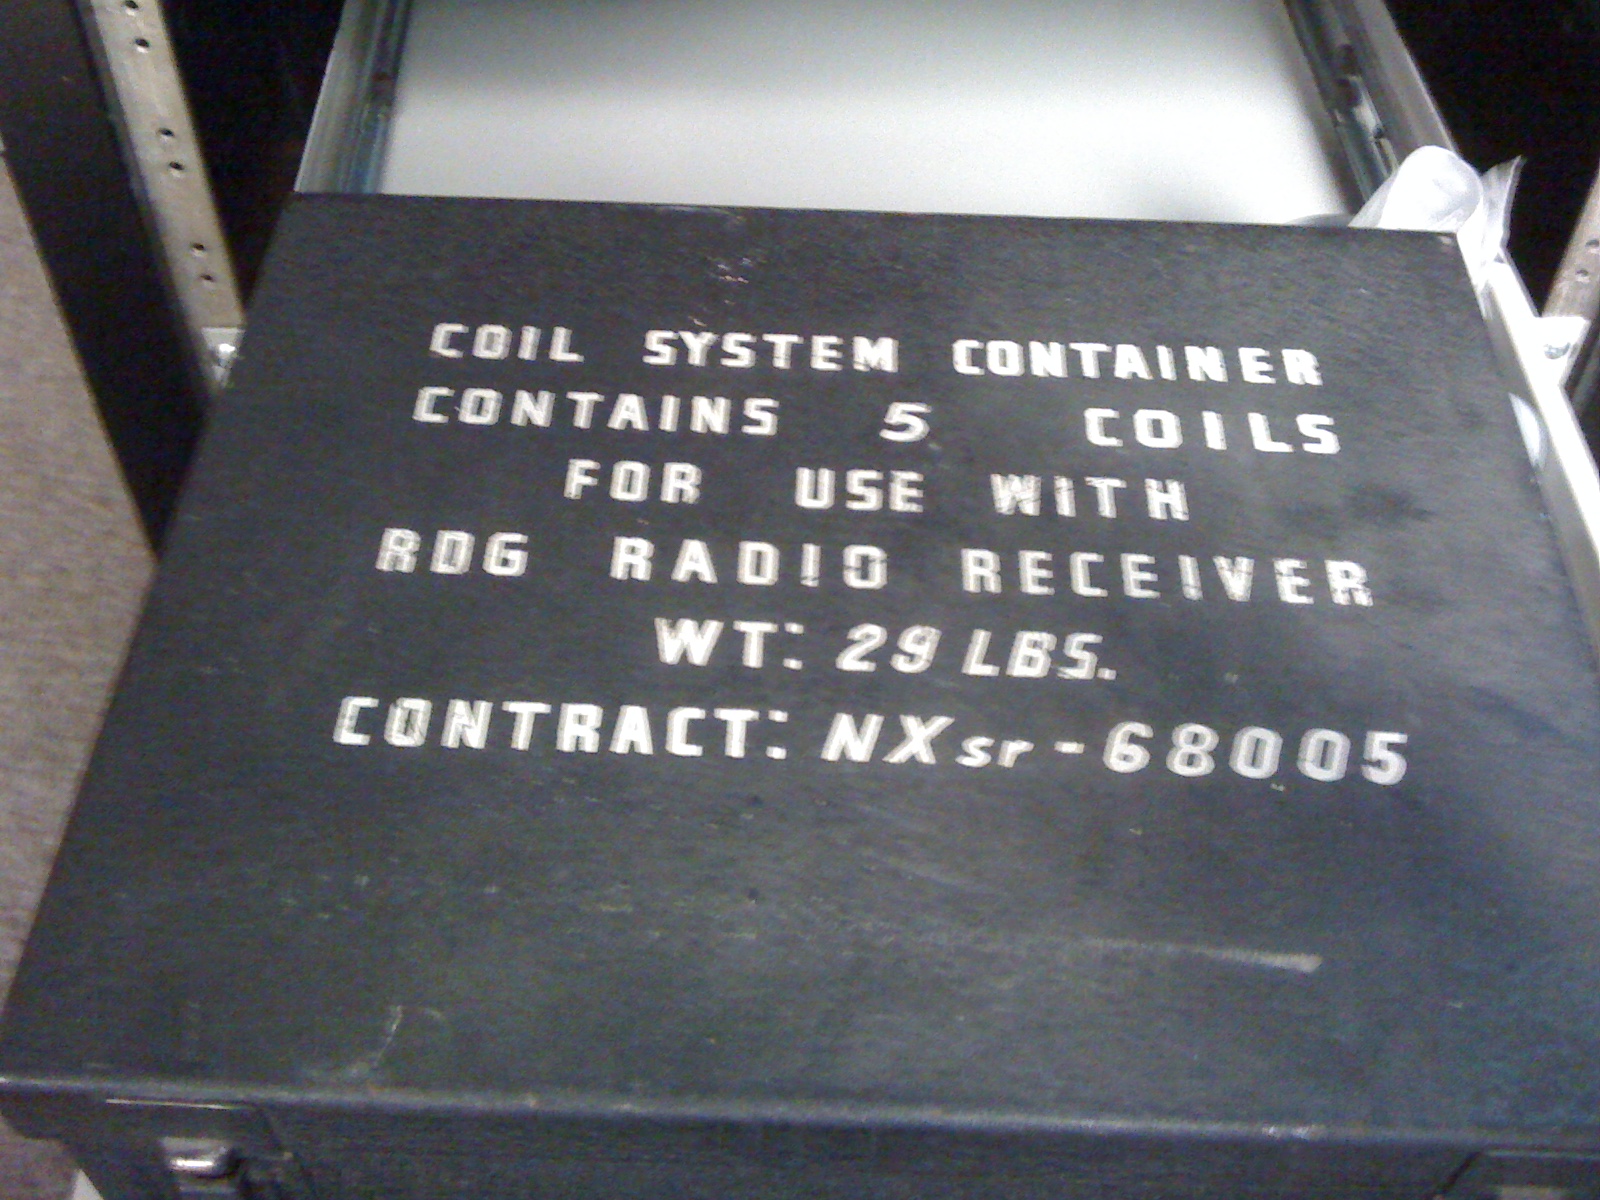 COIL SYSTEM CONTAINER
CONTAINS 5 COILS
FOR USE WITH
RDG RADIO RECEIVER
WT: 29 LBS.
CONTRACT: NXsr-68005